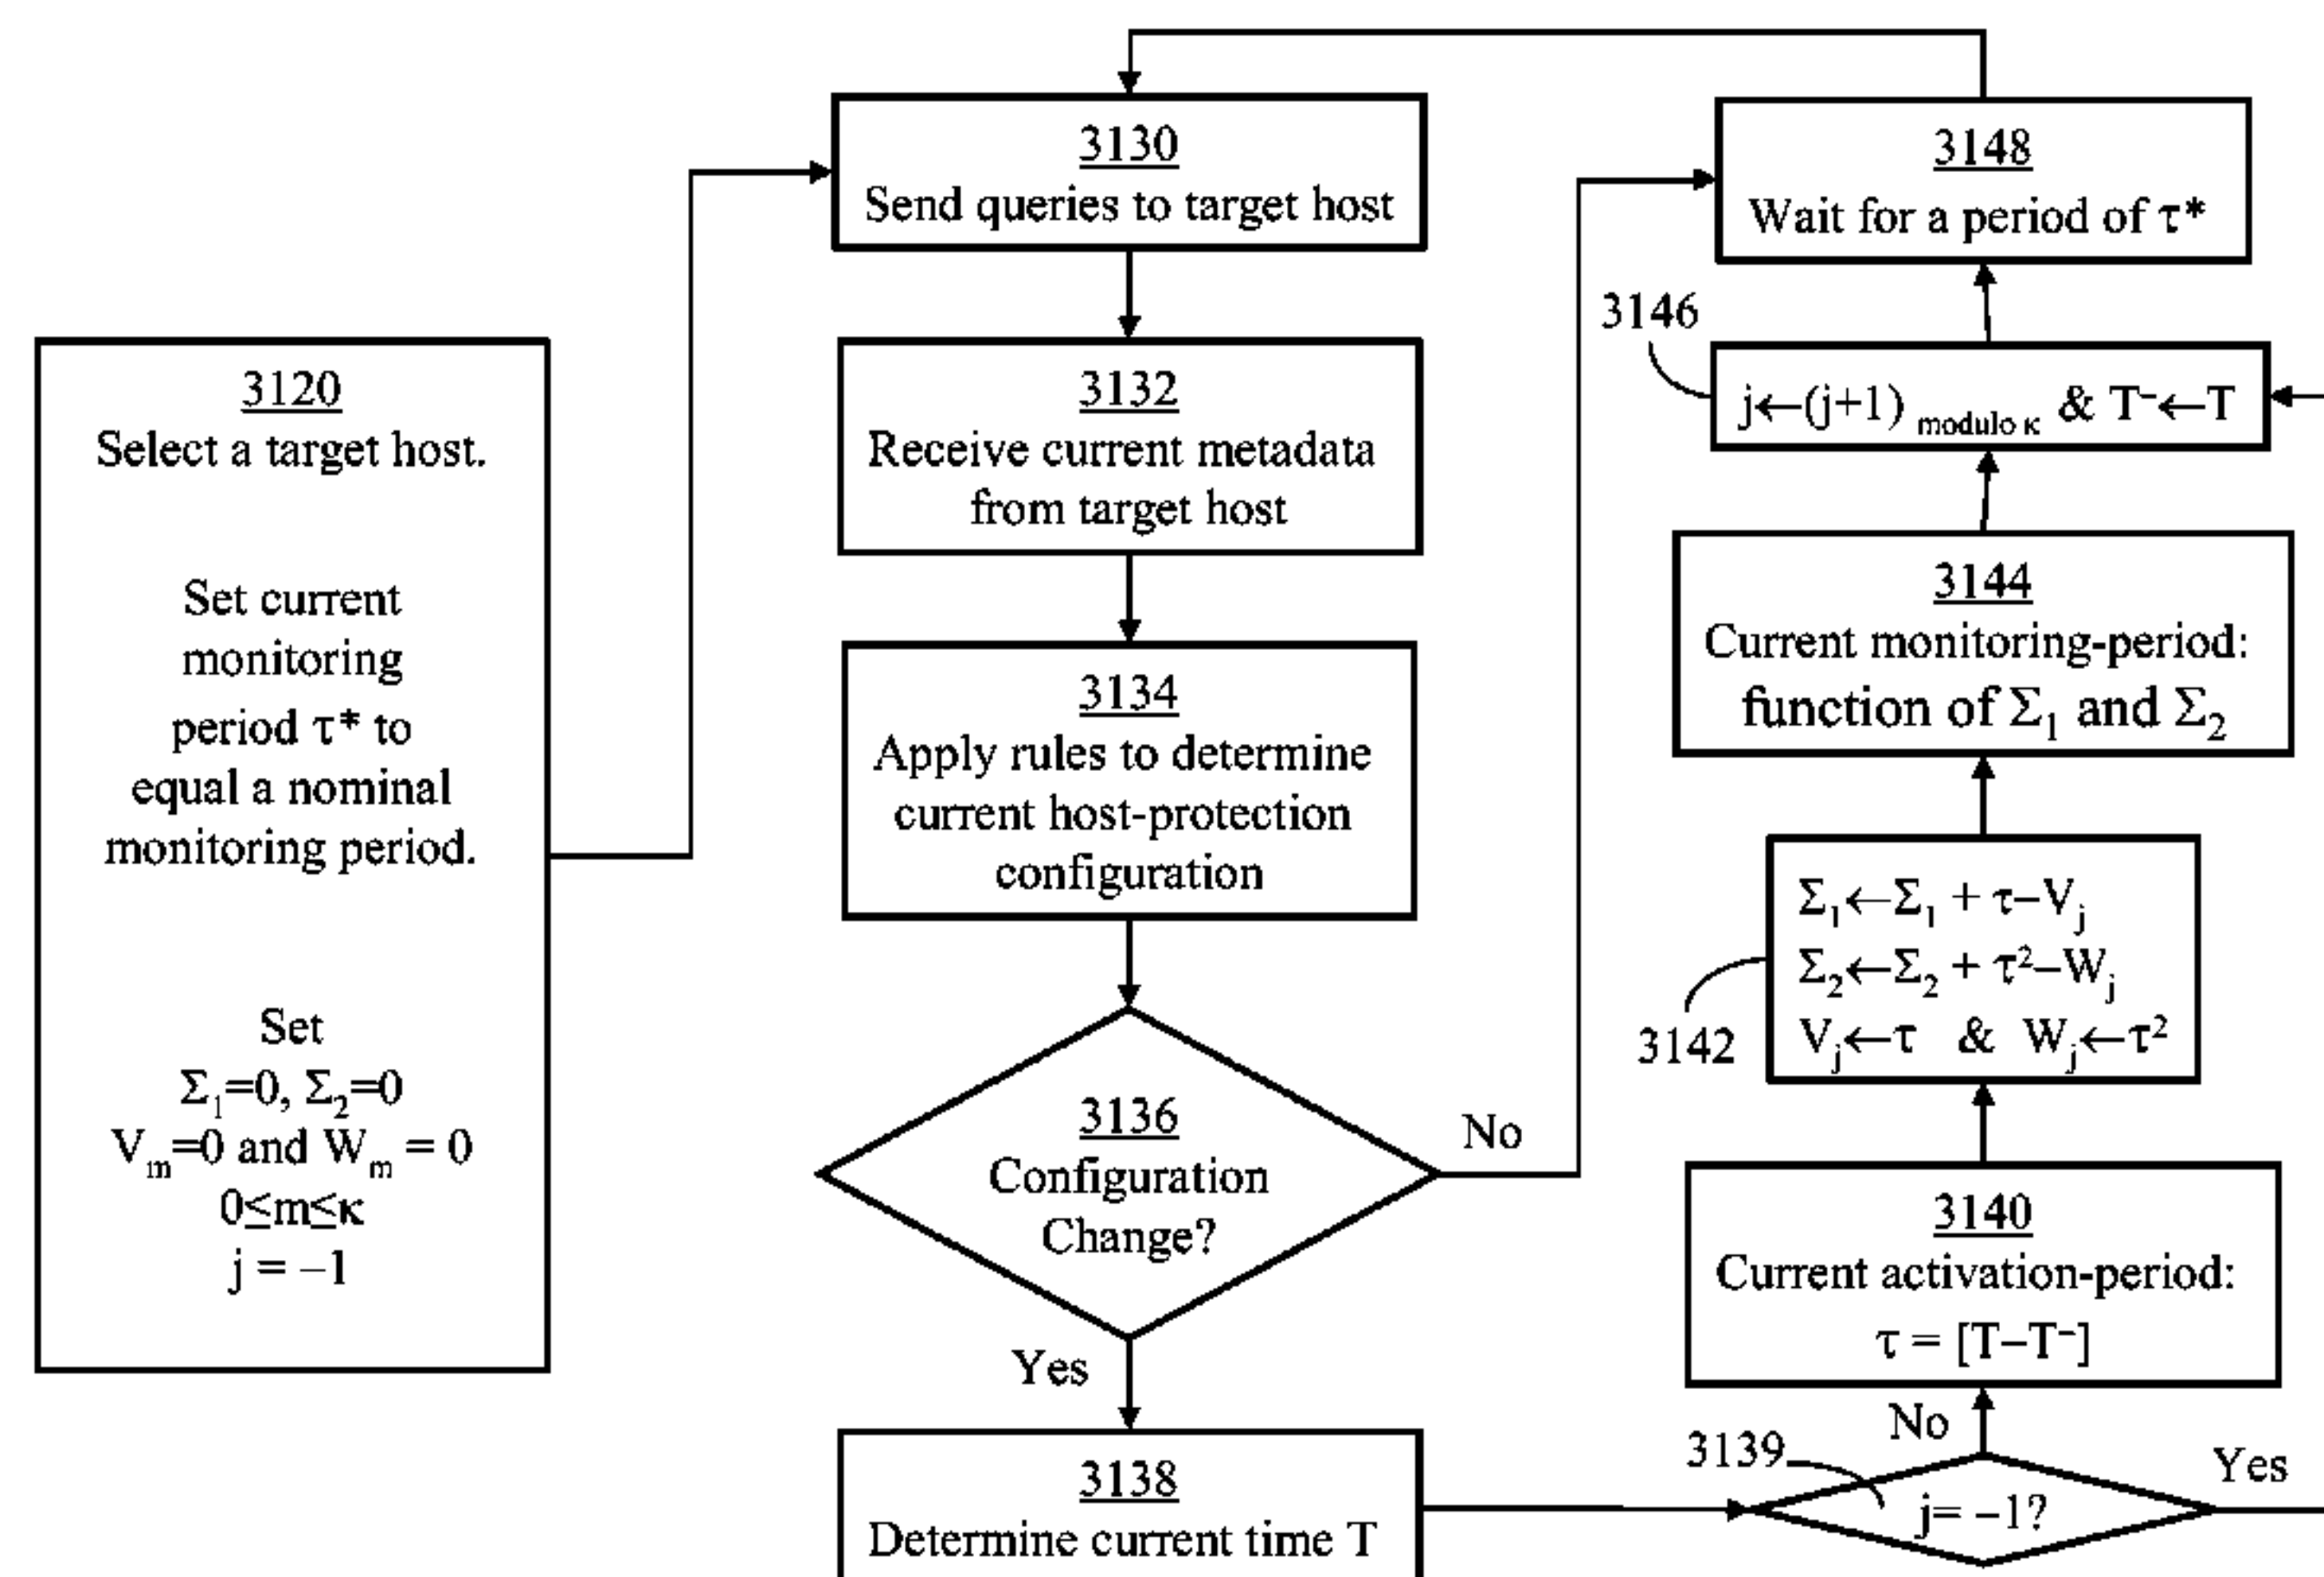 3120
Select a target host.
Set current
monitoring
period τ* to
equal a nominal
monitoring period.
Set
Σ₁=0, Σ₂=0
Vₘ=0 and Wₘ = 0
0≤m≤κ
j = −1
3130
Send queries to target host
3132
Receive current metadata
from target host
3134
Apply rules to determine
current host-protection
configuration
3136
Configuration
Change?
No
Yes
3138
Determine current time T
3139
j= −1?
No
Yes
3140
Current activation-period:
τ = [T−T⁻]
3142
Σ₁←Σ₁ + τ−Vⱼ
Σ₂←Σ₂ + τ²−Wⱼ
Vⱼ←τ & Wⱼ←τ²
3144
Current monitoring-period:
function of Σ₁ and Σ₂
3146
j←(j+1) modulo κ & T⁻←T
3148
Wait for a period of τ*